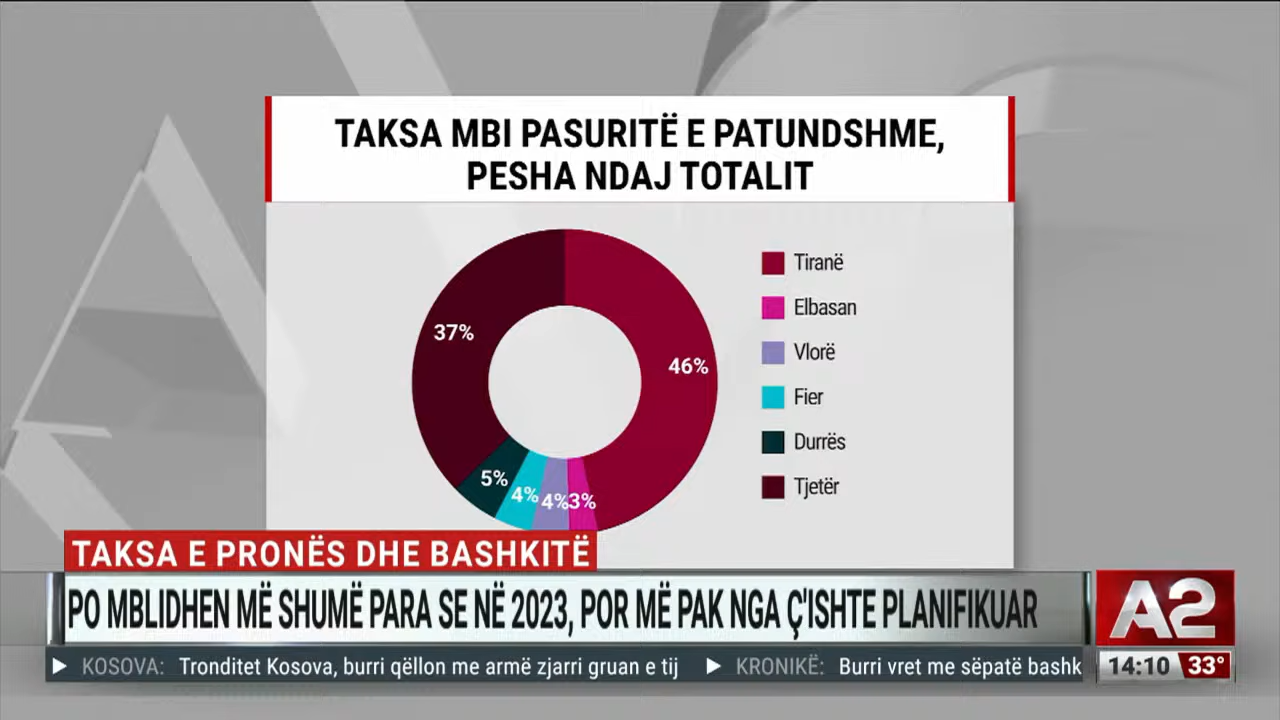 TAKSA MBI PASURITË E PATUNDSHME,
PESHA NDAJ TOTALIT
37%
46%
5%
4%
4%
3%
Tiranë
Elbasan
Vlorë
Fier
Durrës
Tjetër
TAKSA E PRONËS DHE BASHKITË
PO MBLIDHEN MË SHUMË PARA SE NË 2023, POR MË PAK NGA Ç'ISHTE PLANIFIKUAR
A2
KOSOVA: Tronditet Kosova, burri qëllon me armë zjarri gruan e tij KRONIKË: Burri vret me sëpatë bashk
14:10 33°